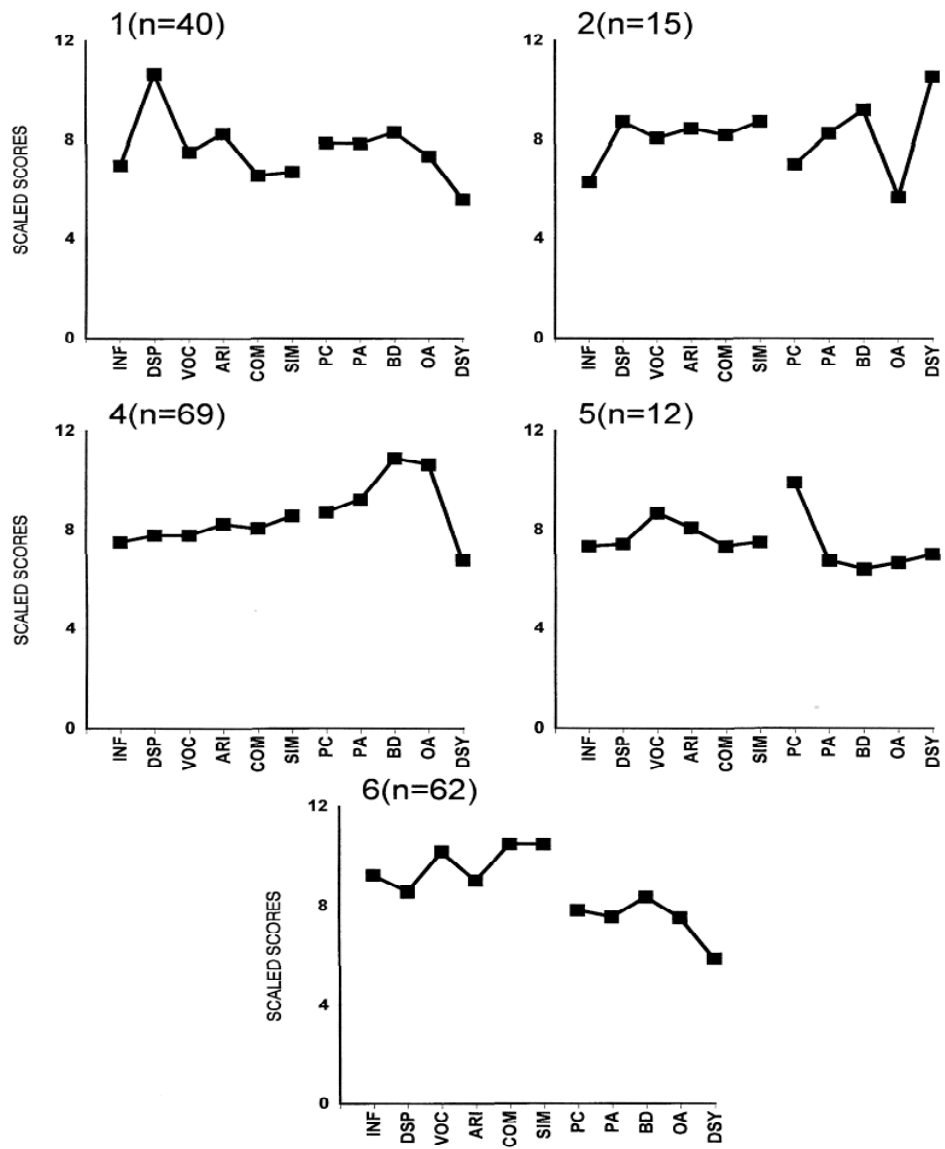 1(n=40)
12
8
4
0
SCALED SCORES
INF DSP VOC ARI COM SIM PC PA BD OA DSY
2(n=15)
12
8
4
0
INF DSP VOC ARI COM SIM PC PA BD OA DSY
4(n=69)
12
8
4
0
SCALED SCORES
INF DSP VOC ARI COM SIM PC PA BD OA DSY
5(n=12)
12
8
4
0
INF DSP VOC ARI COM SIM PC PA BD OA DSY
6(n=62)
12
8
4
0
SCALED SCORES
INF DSP VOC ARI COM SIM PC PA BD OA DSY